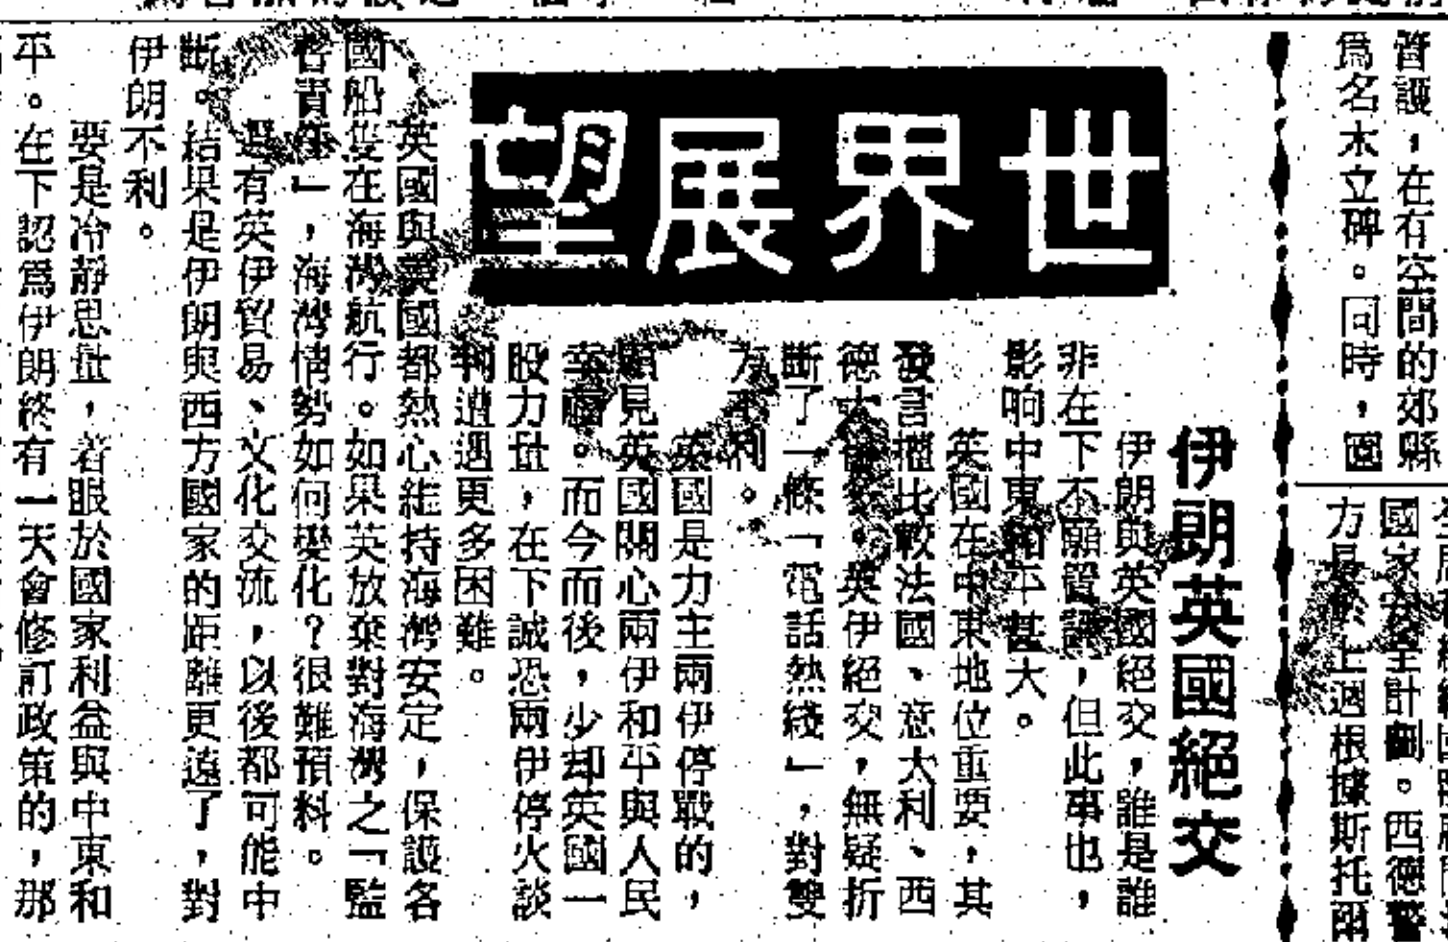 督護，在有空間的郊縣
爲名木立碑。同時，國
國家安全計劃。西德警
方是於上週根據斯托爾
世界展望
伊朗英國絕交
伊朗與英國絕交，誰是誰
非在下不願置評，但此事也，
影响中東和平甚大。
英國在中東地位重要，其
發言權比較法國、意大利、西
德大得多。英伊絕交，無疑折
斷了一條「電話熱綫」，對雙
方不利。
英國是力主兩伊停戰的，
顯見英國關心兩伊和平與人民
幸福。而今而後，少却英國一
股力量，在下誠恐兩伊停火談
判遭遇更多困難。
英國與美國都熱心維持海灣安定，保護各
國船隻在海灣航行。如果英放棄對海灣之「監
督責任」，海灣情勢如何變化？很難預料。
還有英伊貿易、文化交流，以後都可能中
斷。結果是伊朗與西方國家的距離更遠了，對
伊朗不利。
要是冷靜思量，着眼於國家利益與中東和
平。在下認爲伊朗終有一天會修訂政策的，那